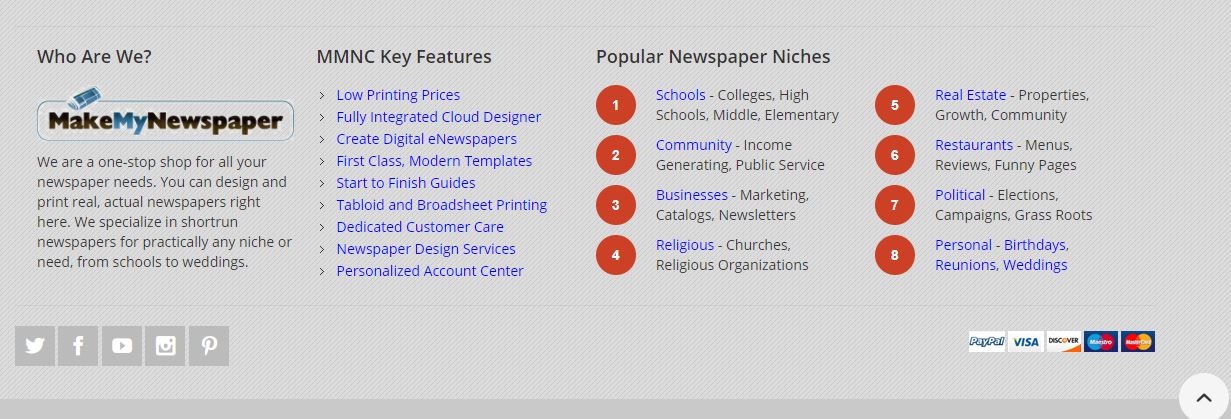 Who Are We?
MakeMyNewspaper
We are a one-stop shop for all your
newspaper needs. You can design and
print real, actual newspapers right
here. We specialize in shortrun
newspapers for practically any niche or
need, from schools to weddings.
MMNC Key Features
Low Printing Prices
Fully Integrated Cloud Designer
Create Digital eNewspapers
First Class, Modern Templates
Start to Finish Guides
Tabloid and Broadsheet Printing
Dedicated Customer Care
Newspaper Design Services
Personalized Account Center
Popular Newspaper Niches
1
Schools - Colleges, High
Schools, Middle, Elementary
2
Community - Income
Generating, Public Service
3
Businesses - Marketing,
Catalogs, Newsletters
4
Religious - Churches,
Religious Organizations
5
Real Estate - Properties,
Growth, Community
6
Restaurants - Menus,
Reviews, Funny Pages
7
Political - Elections,
Campaigns, Grass Roots
8
Personal - Birthdays,
Reunions, Weddings
PayPal
VISA
DISCOVER
Maestro
MasterCard